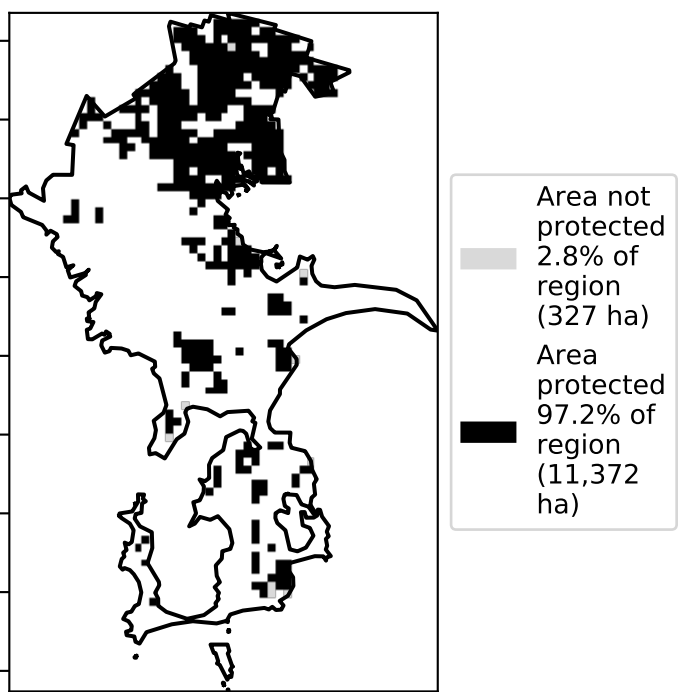 Area not
protected
2.8% of
region
(327 ha)
Area
protected
97.2% of
region
(11,372
ha)